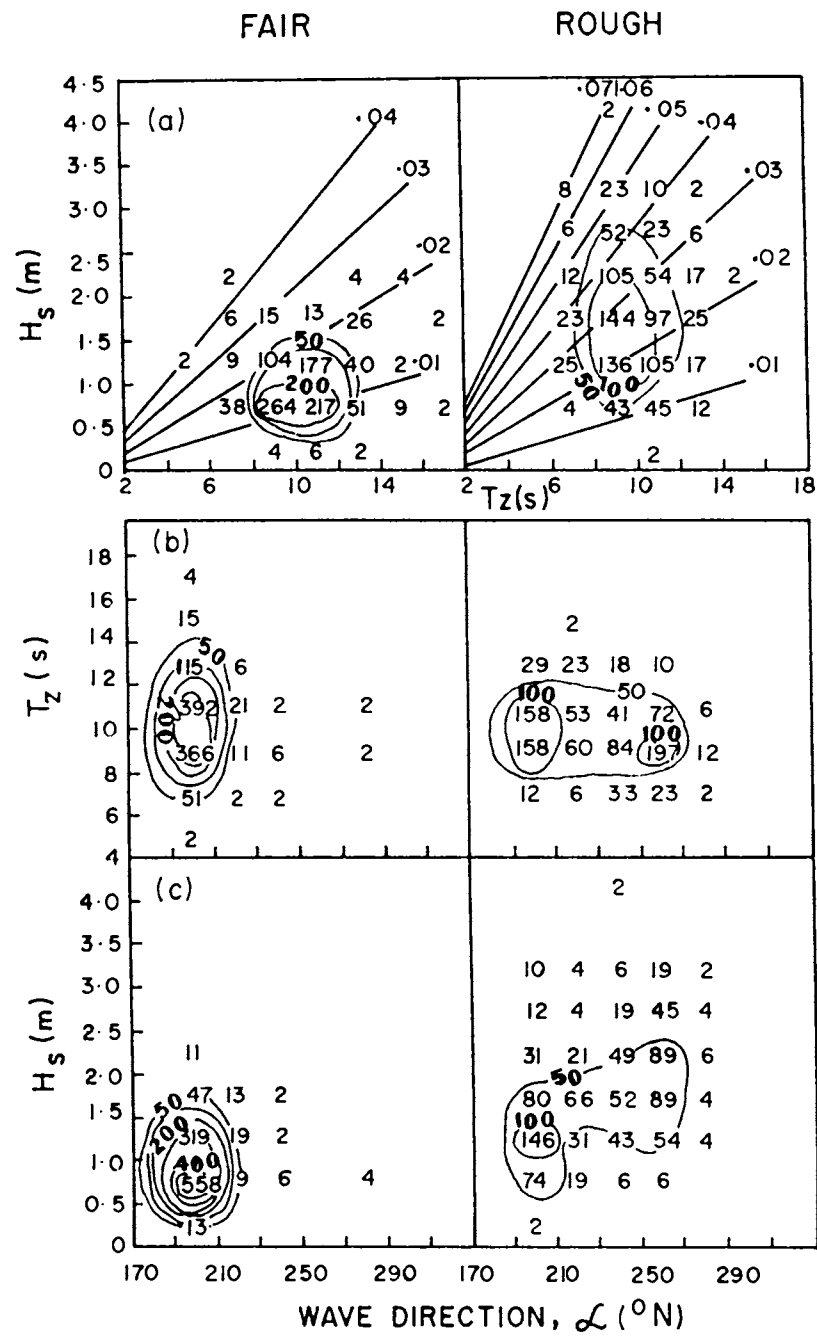 FAIR ROUGH
4·5 (a) ·04 ·071 ·06
4·0 2 ·05 ·04
3·5 ·03 ·03
3·0 8 23 10 2
·02 6 52 23 6
2·5 2 4 4 12 105 54 17 2 ·02
2·0 6 15 13 26 2 23 144 97 25
1·5 50
2 9 104 177 40 2 ·01 25 136 105 17 ·01
1·0 200 50 100
38 264 217 51 9 2 4 43 45 12
0·5 4 6 2 2
0
Hs (m)
2 6 10 14 2 6 10 14 18
Tz(s)
(b)
18 4
16 15 2
14 50
115 6 29 23 18 10
12 100 50
392 21 2 2 158 53 41 72 6
10 200 100
366 11 6 2 158 60 84 197 12
8
51 2 2 12 6 33 23 2
6 2
4
Tz (s)
(c) 2
4·0
3·5
3·0 10 4 6 19 2
2·5 12 4 19 45 4
11 31 21 49 89 6
2·0 50 47 13 2 50 80 66 52 89 4
1·5 200 100
319 19 2 146 31 43 54 4
1·0 400
558 9 6 4 74 19 6 6
0·5 13 2
0
Hs (m)
170 210 250 290 170 210 250 290
WAVE DIRECTION, α (°N)